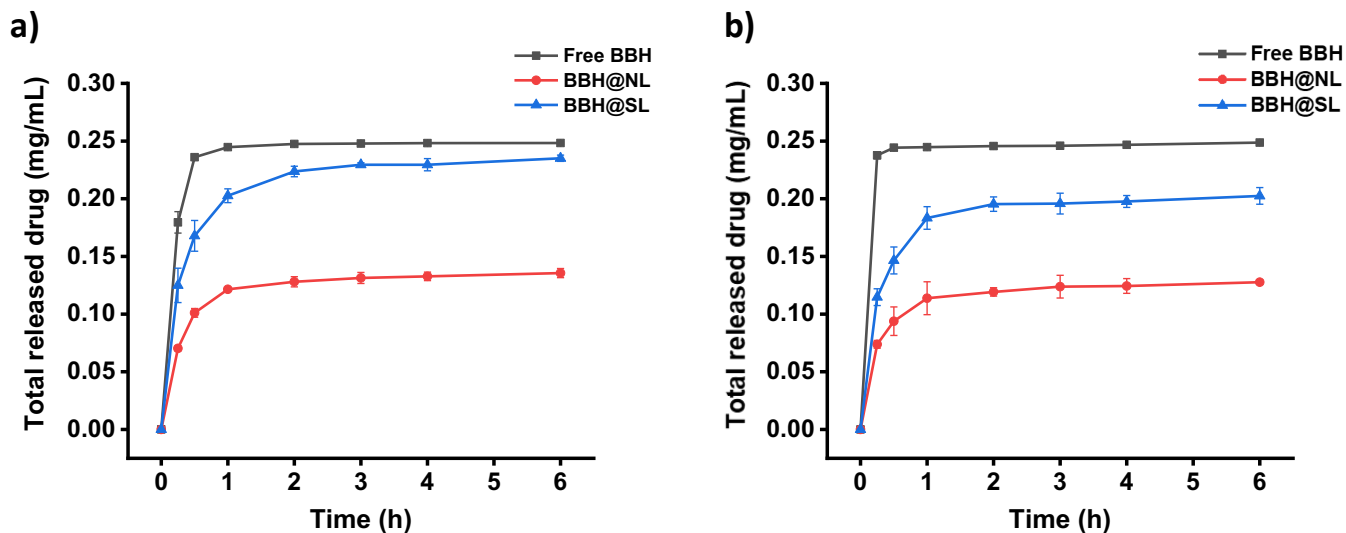 a)
Free BBH
BBH@NL
BBH@SL
Total released drug (mg/mL)
0.30
0.25
0.20
0.15
0.10
0.05
0.00
0 1 2 3 4 5 6
Time (h)
b)
Free BBH
BBH@NL
BBH@SL
Total released drug (mg/mL)
0.30
0.25
0.20
0.15
0.10
0.05
0.00
0 1 2 3 4 5 6
Time (h)